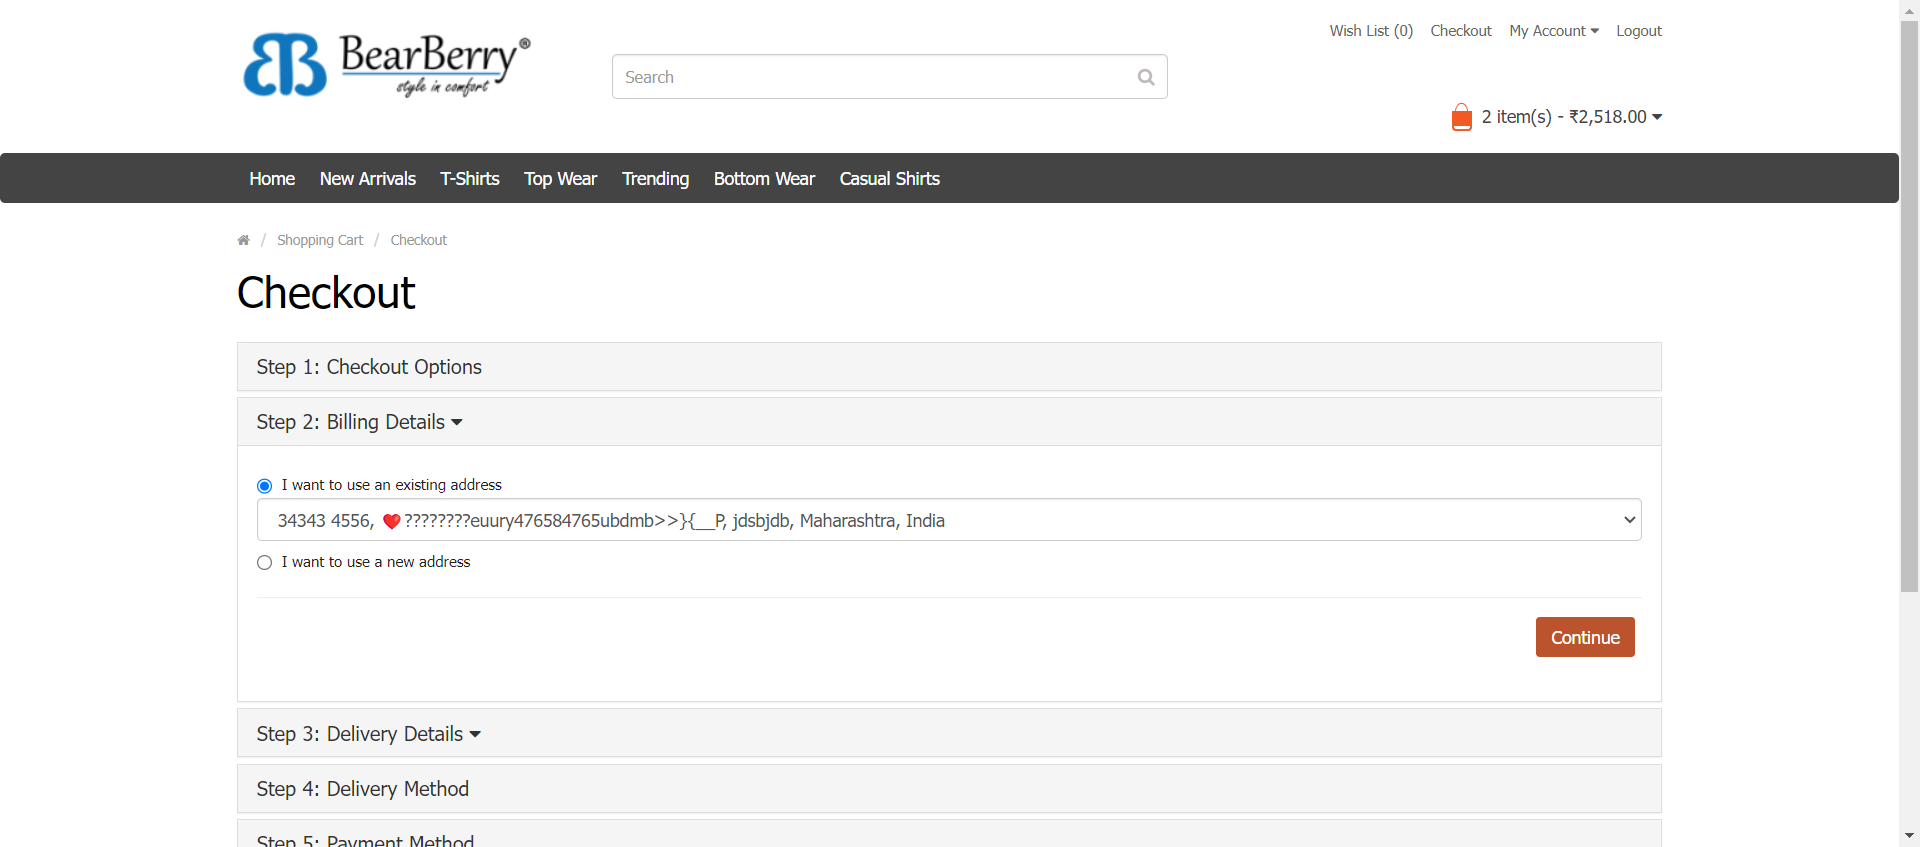 BearBerry®
style in comfort
Search
Wish List (0) Checkout My Account Logout
2 item(s) - ₹2,518.00
Home New Arrivals T-Shirts Top Wear Trending Bottom Wear Casual Shirts
/ Shopping Cart / Checkout
Checkout
Step 1: Checkout Options
Step 2: Billing Details
I want to use an existing address
34343 4556, ❤️????????euury476584765ubdmb>>}{__P, jdsbjdb, Maharashtra, India
I want to use a new address
Continue
Step 3: Delivery Details
Step 4: Delivery Method
Step 5: Payment Method